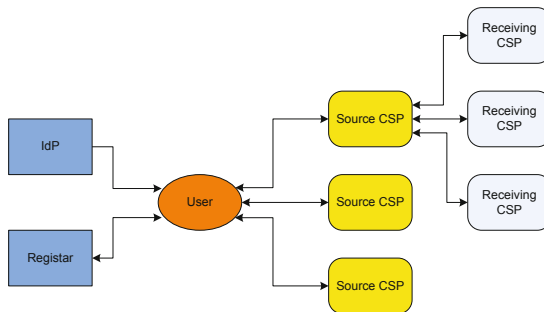 Receiving
CSP
Source CSP
Receiving
CSP
IdP
User
Source CSP
Receiving
CSP
Registar
Source CSP